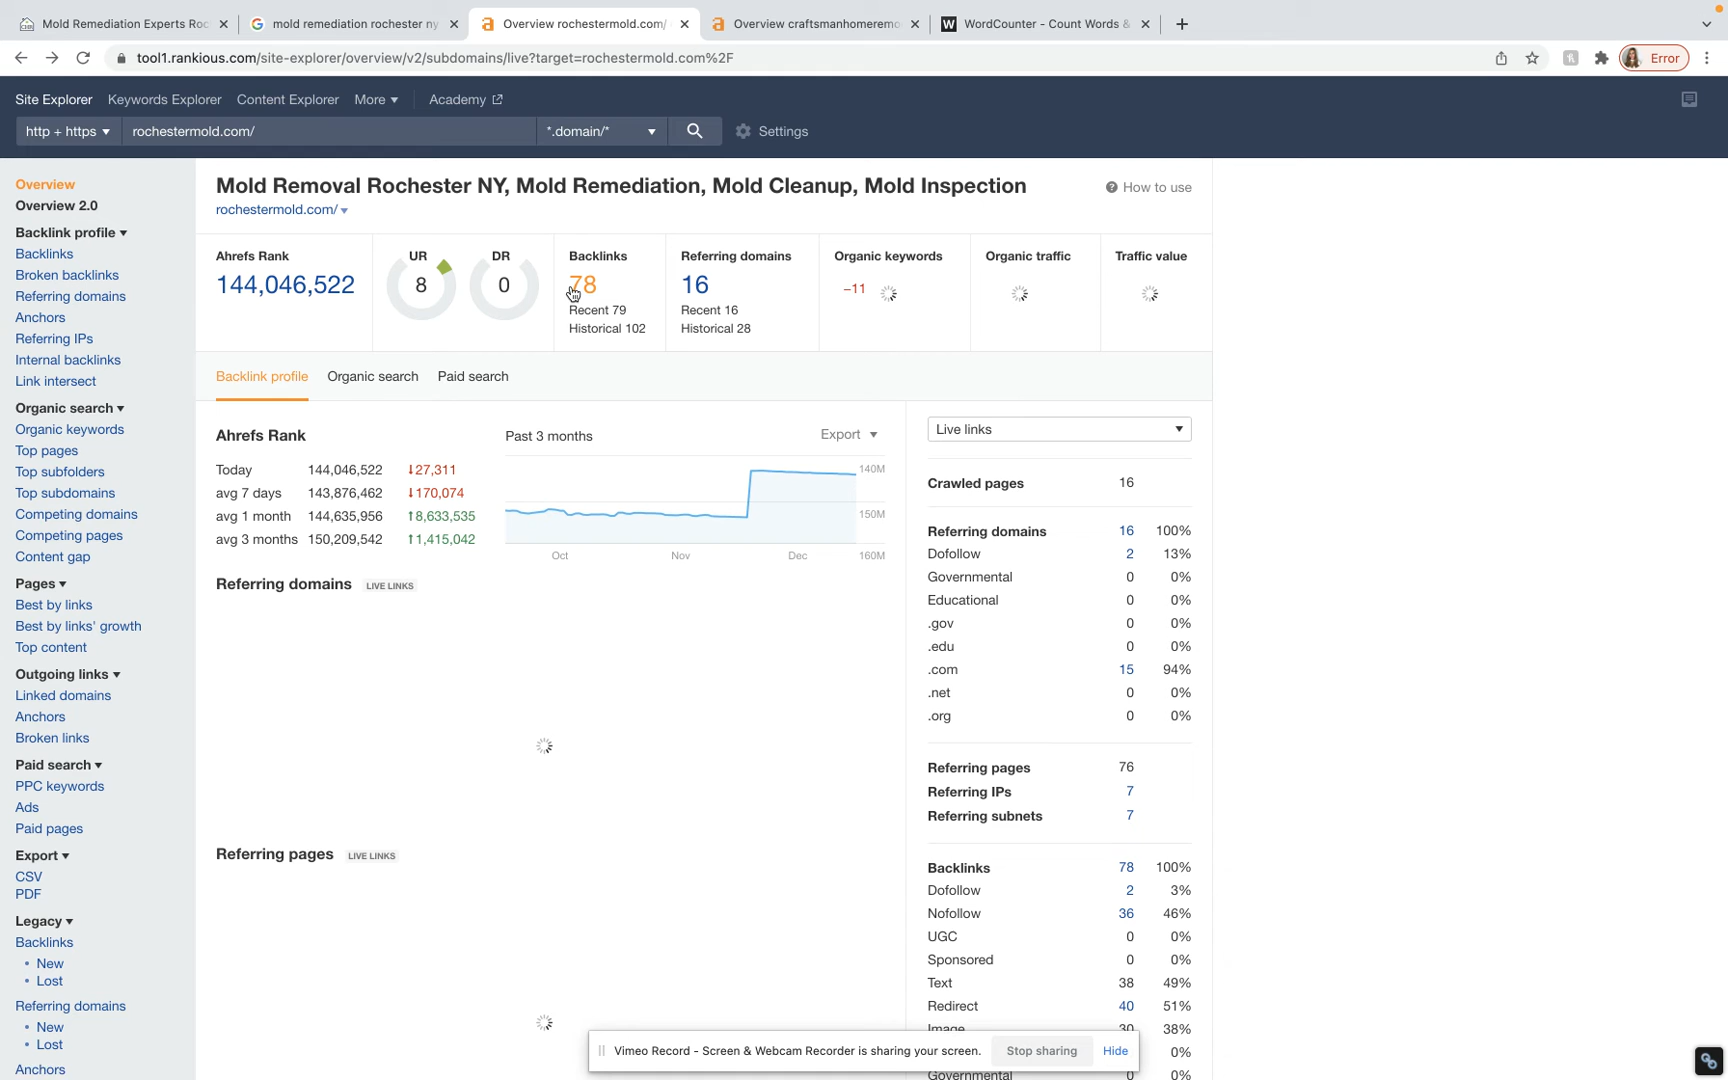 Mold Remediation Experts Roc
mold remediation rochester ny
Overview rochestermold.com/
Overview craftsmanhomeremo
WordCounter - Count Words &
tool1.rankious.com/site-explorer/overview/v2/subdomains/live?target=rochestermold.com%2F
Error
Site Explorer Keywords Explorer Content Explorer More Academy
http + https rochestermold.com/ *.domain/* Settings
Overview
Overview 2.0
Backlink profile
Backlinks
Broken backlinks
Referring domains
Anchors
Referring IPs
Internal backlinks
Link intersect
Organic search
Organic keywords
Top pages
Top subfolders
Top subdomains
Competing domains
Competing pages
Content gap
Pages
Best by links
Best by links' growth
Top content
Outgoing links
Linked domains
Anchors
Broken links
Paid search
PPC keywords
Ads
Paid pages
Export
CSV
PDF
Legacy
Backlinks
• New
• Lost
Referring domains
• New
• Lost
Anchors
Mold Removal Rochester NY, Mold Remediation, Mold Cleanup, Mold Inspection
How to use
rochestermold.com/
Ahrefs Rank
144,046,522
UR
8
DR
0
Backlinks
78
Recent 79
Historical 102
Referring domains
16
Recent 16
Historical 28
Organic keywords
–11
Organic traffic
Traffic value
Backlink profile Organic search Paid search
Ahrefs Rank
Today 144,046,522 ↓27,311
avg 7 days 143,876,462 ↓170,074
avg 1 month 144,635,956 ↑8,633,535
avg 3 months 150,209,542 ↑1,415,042
Past 3 months
Export
140M
150M
160M
Oct Nov Dec
Referring domains LIVE LINKS
Referring pages LIVE LINKS
Live links
Crawled pages 16
Referring domains 16 100%
Dofollow 2 13%
Governmental 0 0%
Educational 0 0%
.gov 0 0%
.edu 0 0%
.com 15 94%
.net 0 0%
.org 0 0%
Referring pages 76
Referring IPs 7
Referring subnets 7
Backlinks 78 100%
Dofollow 2 3%
Nofollow 36 46%
UGC 0 0%
Sponsored 0 0%
Text 38 49%
Redirect 40 51%
Image 30 38%
0%
Governmental 0 0%
Vimeo Record - Screen & Webcam Recorder is sharing your screen. Stop sharing Hide